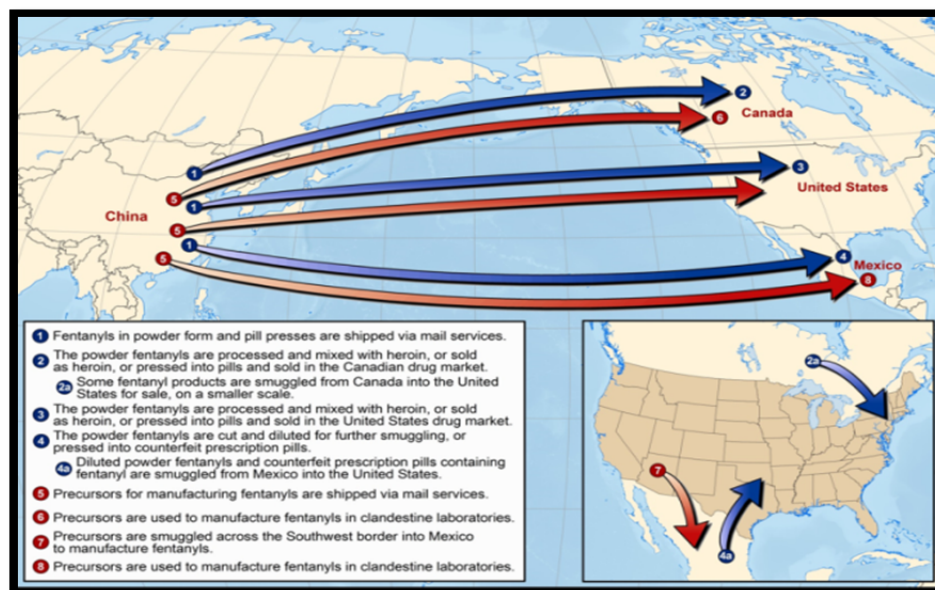 2
Canada
6
1
3
5
1
United States
China
5
1
4
Mexico
5
8
1 Fentanyls in powder form and pill presses are shipped via mail services.
2 The powder fentanyls are processed and mixed with heroin, or sold
as heroin, or pressed into pills and sold in the Canadian drug market.
2a Some fentanyl products are smuggled from Canada into the United
States for sale, on a smaller scale.
3 The powder fentanyls are processed and mixed with heroin, or sold
as heroin, or pressed into pills and sold in the United States drug market.
4 The powder fentanyls are cut and diluted for further smuggling, or
pressed into counterfeit prescription pills.
4a Diluted powder fentanyls and counterfeit prescription pills containing
fentanyl are smuggled from Mexico into the United States.
5 Precursors for manufacturing fentanyls are shipped via mail services.
6 Precursors are used to manufacture fentanyls in clandestine laboratories.
7 Precursors are smuggled across the Southwest border into Mexico
to manufacture fentanyls.
8 Precursors are used to manufacture fentanyls in clandestine laboratories.
2a
7
4a